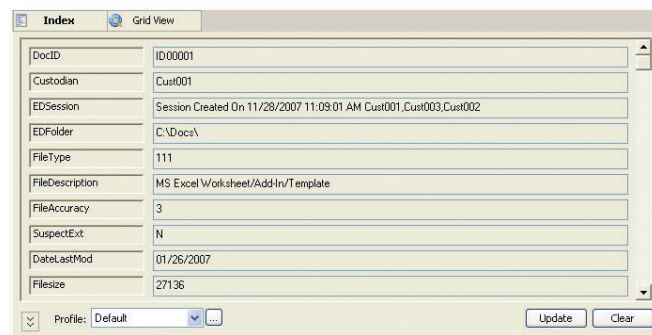 Index Grid View
DocID ID00001
Custodian Cust001
EDSession Session Created On 11/28/2007 11:09:01 AM Cust001,Cust003,Cust002
EDFolder C:\Docs\
FileType 111
FileDescription MS Excel Worksheet/Add-In/Template
FileAccuracy 3
SuspectExt N
DateLastMod 01/26/2007
Filesize 27136
Profile: Default ... Update Clear